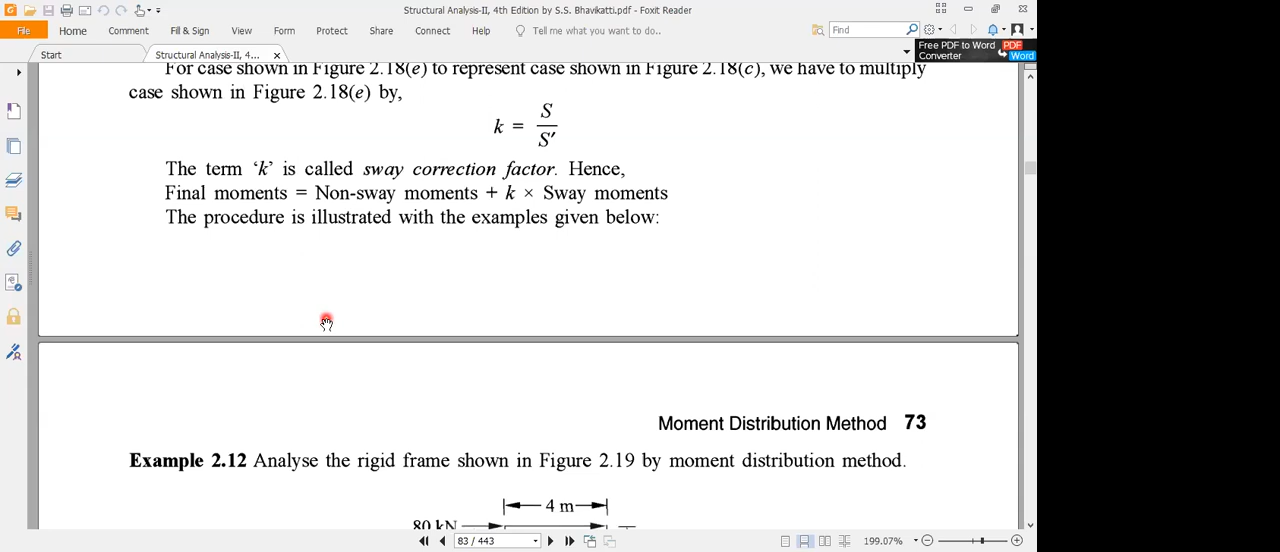 Structural Analysis-II, 4th Edition by S.S. Bhavikatti.pdf - Foxit Reader
File Home Comment Fill & Sign View Form Protect Share Connect Help Tell me what you want to do.. Find
Start Structural Analysis-II, 4... ×
Free PDF to Word Converter PDF Word
For case shown in Figure 2.18(e) to represent case shown in Figure 2.18(c), we have to multiply
case shown in Figure 2.18(e) by,
k = S / S′
The term ‘k’ is called sway correction factor. Hence,
Final moments = Non-sway moments + k × Sway moments
The procedure is illustrated with the examples given below:
Moment Distribution Method 73
Example 2.12 Analyse the rigid frame shown in Figure 2.19 by moment distribution method.
4 m
80 kN
83 / 443 199.07%